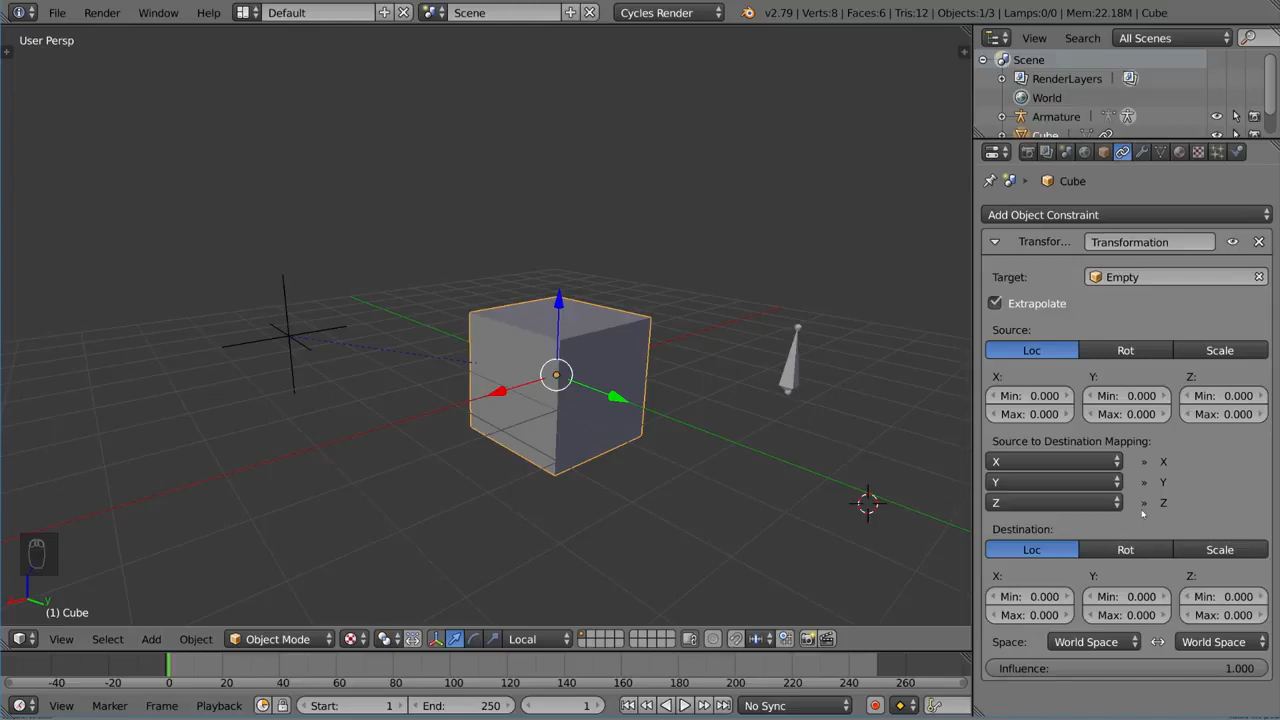 File Render Window Help Default Scene Cycles Render v2.79 | Verts:8 | Faces:6 | Tris:12 | Objects:1/3 | Lamps:0/0 | Mem:22.18M | Cube
User Persp
View Search All Scenes
Scene
RenderLayers
World
Armature
Cube
Cube
Add Object Constraint
Transfor... Transformation
Target: Empty
Extrapolate
Source:
Loc Rot Scale
X: Y: Z:
Min: 0.000 Min: 0.000 Min: 0.000
Max: 0.000 Max: 0.000 Max: 0.000
Source to Destination Mapping:
X » X
Y » Y
Z » Z
Destination:
Loc Rot Scale
X: Y: Z:
Min: 0.000 Min: 0.000 Min: 0.000
Max: 0.000 Max: 0.000 Max: 0.000
Space: World Space World Space
Influence: 1.000
x y
(1) Cube
View Select Add Object Object Mode Local
-40 -20 0 20 40 60 80 100 120 140 160 180 200 220 240 260
View Marker Frame Playback Start: 1 End: 250 1 No Sync